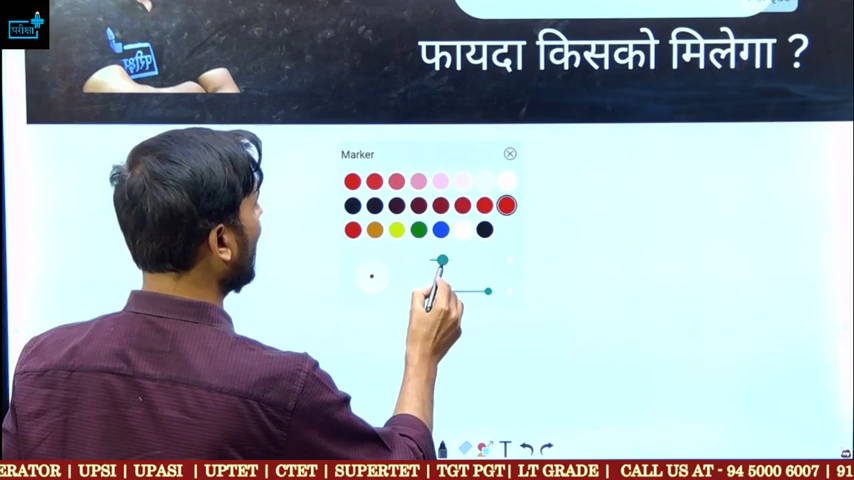 परीक्षा
फायदा किसको मिलेगा ?
Marker
T
ERATOR | UPSI | UPASI | UPTET | CTET | SUPERTET | TGT PGT| LT GRADE | CALL US AT - 94 5000 6007 | 91